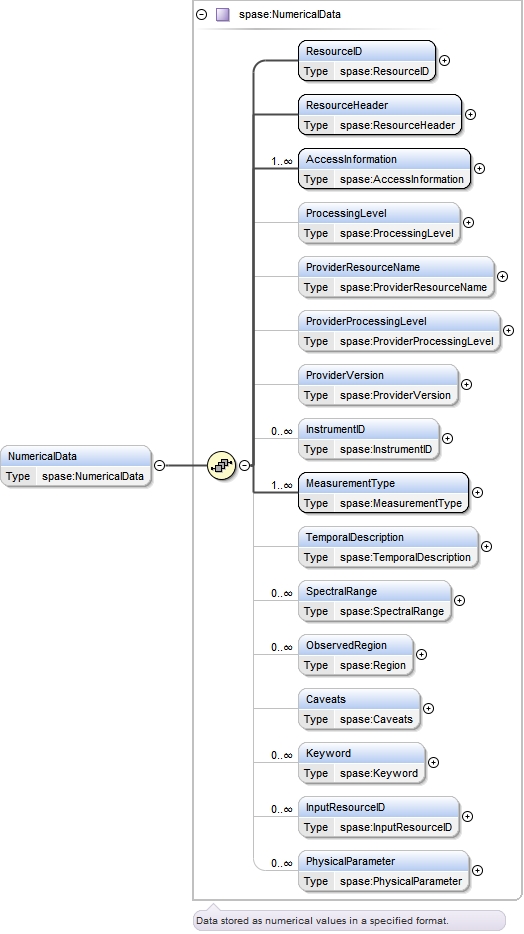 spase:NumericalData
ResourceID
Type spase:ResourceID
ResourceHeader
Type spase:ResourceHeader
1..∞
AccessInformation
Type spase:AccessInformation
ProcessingLevel
Type spase:ProcessingLevel
ProviderResourceName
Type spase:ProviderResourceName
ProviderProcessingLevel
Type spase:ProviderProcessingLevel
ProviderVersion
Type spase:ProviderVersion
0..∞
InstrumentID
Type spase:InstrumentID
NumericalData
Type spase:NumericalData
1..∞
MeasurementType
Type spase:MeasurementType
TemporalDescription
Type spase:TemporalDescription
0..∞
SpectralRange
Type spase:SpectralRange
0..∞
ObservedRegion
Type spase:Region
Caveats
Type spase:Caveats
0..∞
Keyword
Type spase:Keyword
0..∞
InputResourceID
Type spase:InputResourceID
0..∞
PhysicalParameter
Type spase:PhysicalParameter
Data stored as numerical values in a specified format.